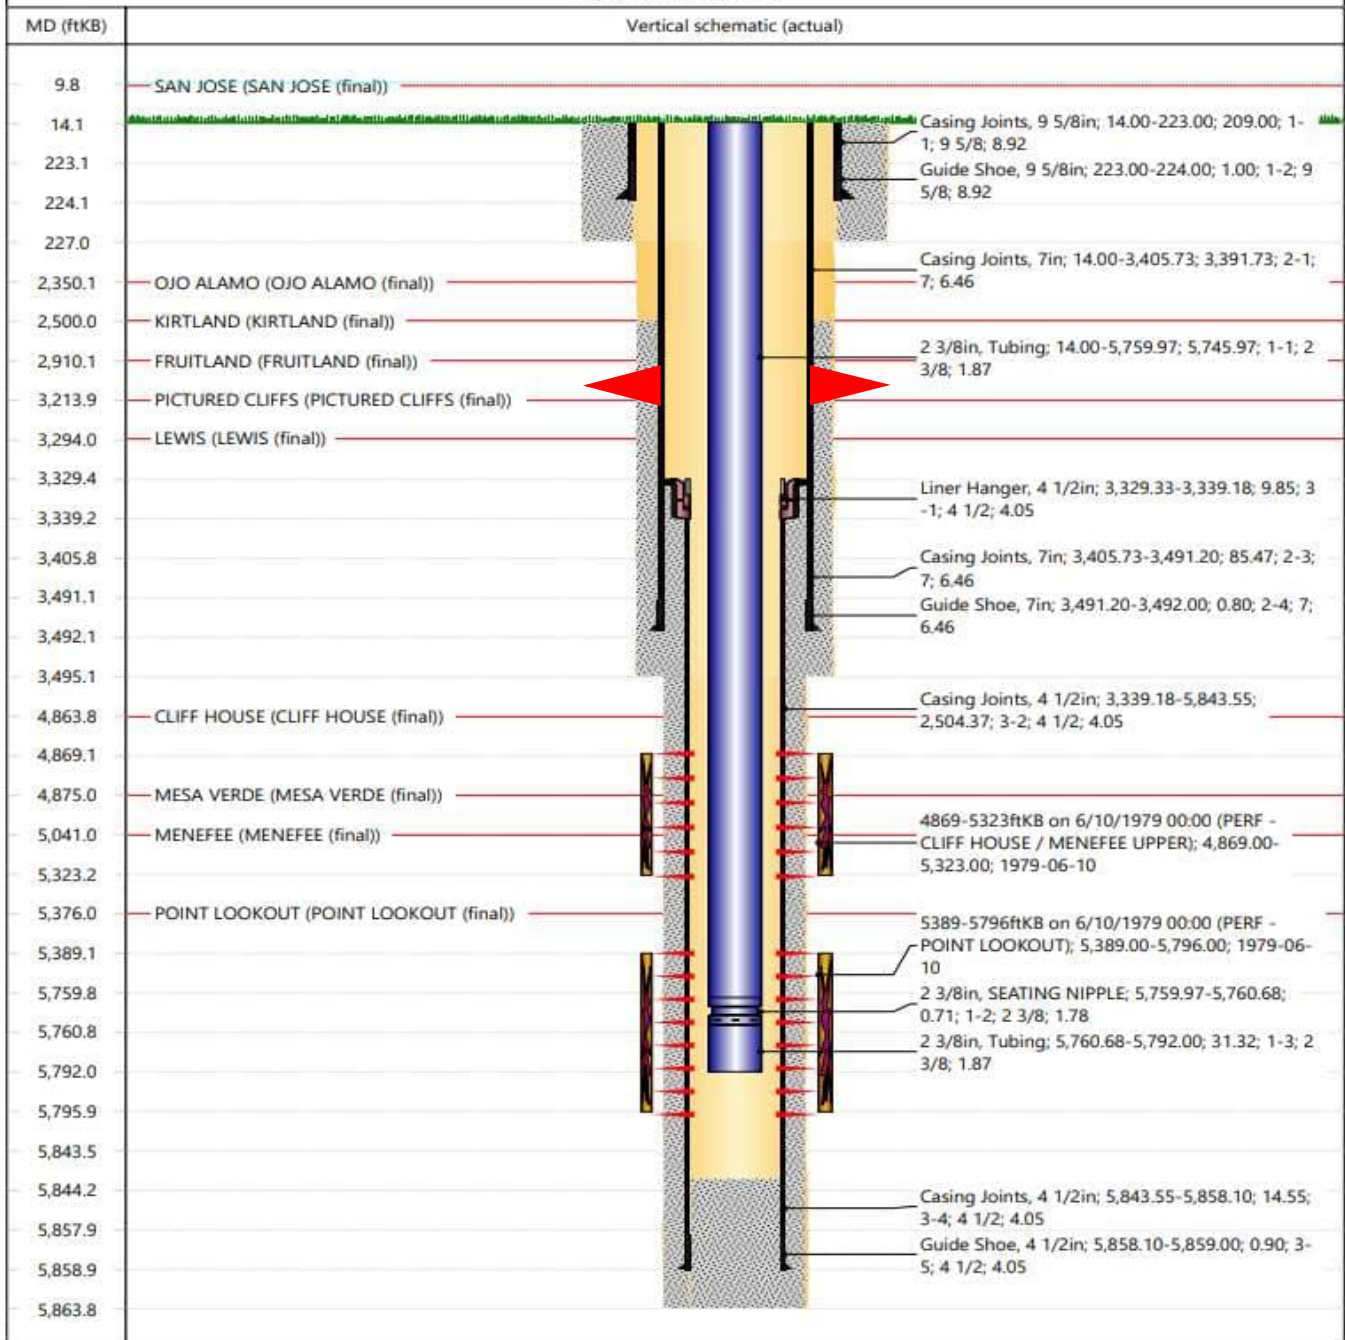 MD (ftKB)
Vertical schematic (actual)
9.8
SAN JOSE (SAN JOSE (final))
14.1
Casing Joints, 9 5/8in; 14.00-223.00; 209.00; 1-
1; 9 5/8; 8.92
223.1
Guide Shoe, 9 5/8in; 223.00-224.00; 1.00; 1-2; 9
5/8; 8.92
224.1
227.0
Casing Joints, 7in; 14.00-3,405.73; 3,391.73; 2-1;
7; 6.46
2,350.1
OJO ALAMO (OJO ALAMO (final))
2,500.0
KIRTLAND (KIRTLAND (final))
2 3/8in, Tubing; 14.00-5,759.97; 5,745.97; 1-1; 2
3/8; 1.87
2,910.1
FRUITLAND (FRUITLAND (final))
3,213.9
PICTURED CLIFFS (PICTURED CLIFFS (final))
3,294.0
LEWIS (LEWIS (final))
3,329.4
Liner Hanger, 4 1/2in; 3,329.33-3,339.18; 9.85; 3
-1; 4 1/2; 4.05
3,339.2
3,405.8
Casing Joints, 7in; 3,405.73-3,491.20; 85.47; 2-3;
7; 6.46
3,491.1
Guide Shoe, 7in; 3,491.20-3,492.00; 0.80; 2-4; 7;
6.46
3,492.1
3,495.1
Casing Joints, 4 1/2in; 3,339.18-5,843.55;
2,504.37; 3-2; 4 1/2; 4.05
4,863.8
CLIFF HOUSE (CLIFF HOUSE (final))
4,869.1
4,875.0
MESA VERDE (MESA VERDE (final))
5,041.0
MENEFEE (MENEFEE (final))
4869-5323ftKB on 6/10/1979 00:00 (PERF -
CLIFF HOUSE / MENEFEE UPPER); 4,869.00-
5,323.00; 1979-06-10
5,323.2
5,376.0
POINT LOOKOUT (POINT LOOKOUT (final))
5389-5796ftKB on 6/10/1979 00:00 (PERF -
POINT LOOKOUT); 5,389.00-5,796.00; 1979-06-
10
5,389.1
5,759.8
2 3/8in, SEATING NIPPLE; 5,759.97-5,760.68;
0.71; 1-2; 2 3/8; 1.78
5,760.8
2 3/8in, Tubing; 5,760.68-5,792.00; 31.32; 1-3; 2
3/8; 1.87
5,792.0
5,795.9
5,843.5
5,844.2
Casing Joints, 4 1/2in; 5,843.55-5,858.10; 14.55;
3-4; 4 1/2; 4.05
5,857.9
Guide Shoe, 4 1/2in; 5,858.10-5,859.00; 0.90; 3-
5; 4 1/2; 4.05
5,858.9
5,863.8